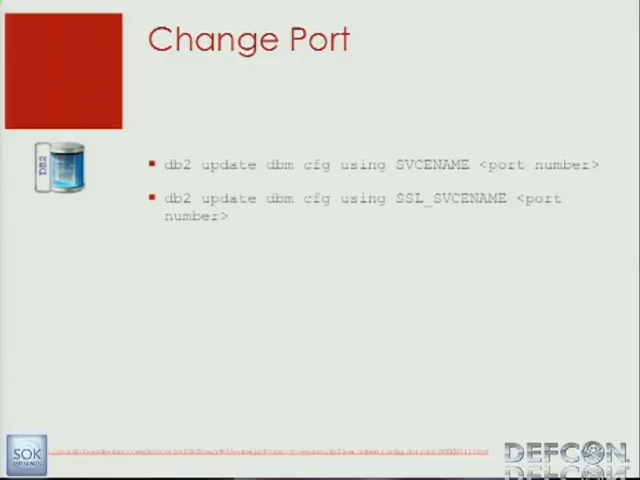 Change Port
DB2
db2 update dbm cfg using SVCENAME <port number>
db2 update dbm cfg using SSL_SVCENAME <port
number>
SOK
DEFCON